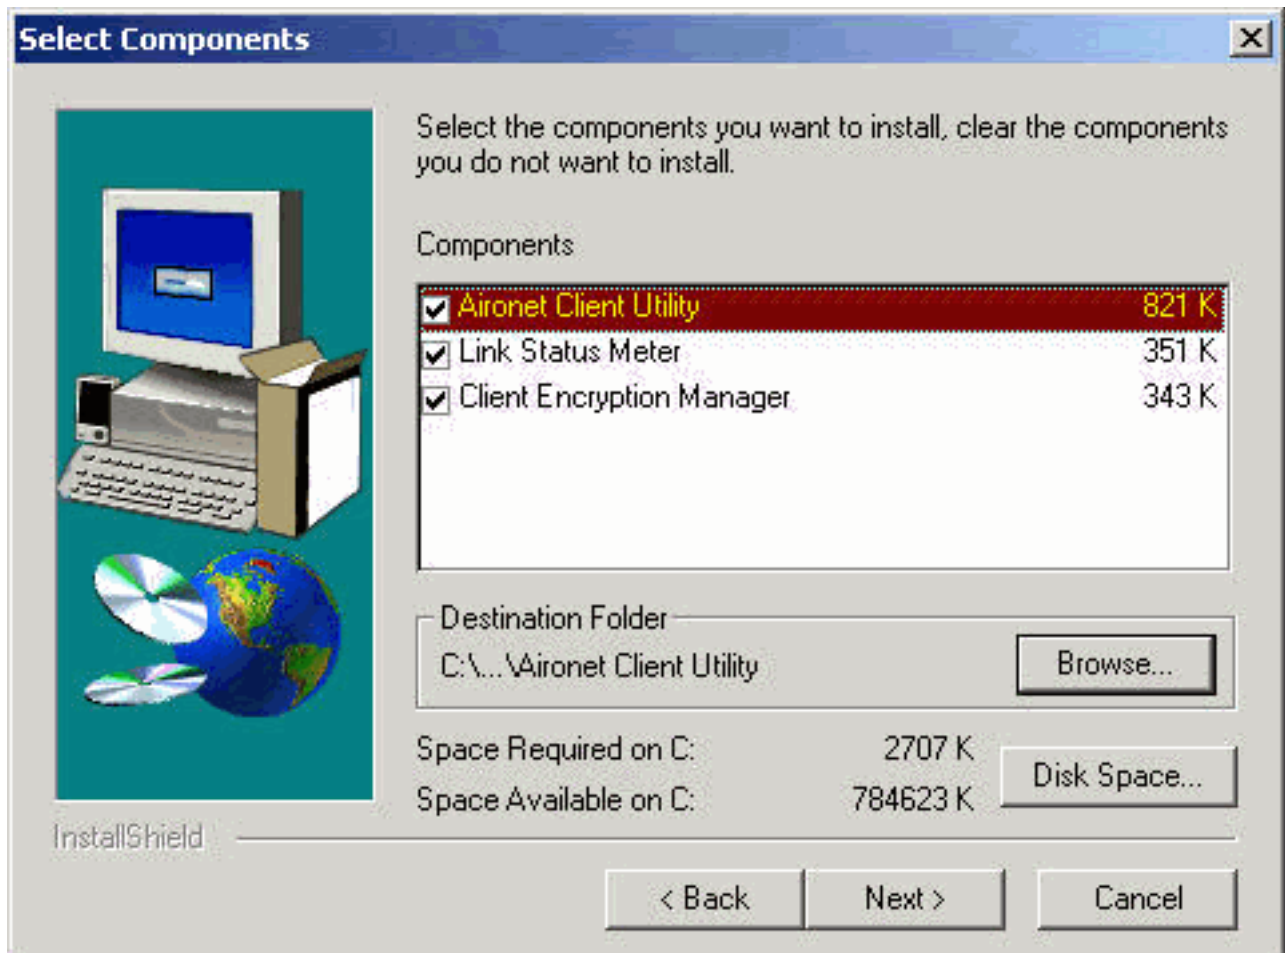 Select Components
Select the components you want to install, clear the components
you do not want to install.
Components
Aironet Client Utility 821 K
Link Status Meter 351 K
Client Encryption Manager 343 K
Destination Folder
C:\...\Aironet Client Utility Browse...
Space Required on C: 2707 K
Space Available on C: 784623 K
Disk Space...
InstallShield
< Back Next > Cancel